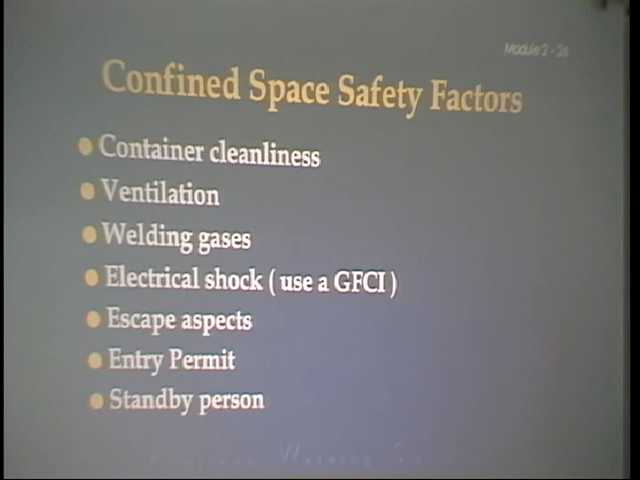 Module 2 - 26
Confined Space Safety Factors
Container cleanliness
Ventilation
Welding gases
Electrical shock ( use a GFCI )
Escape aspects
Entry Permit
Standby person